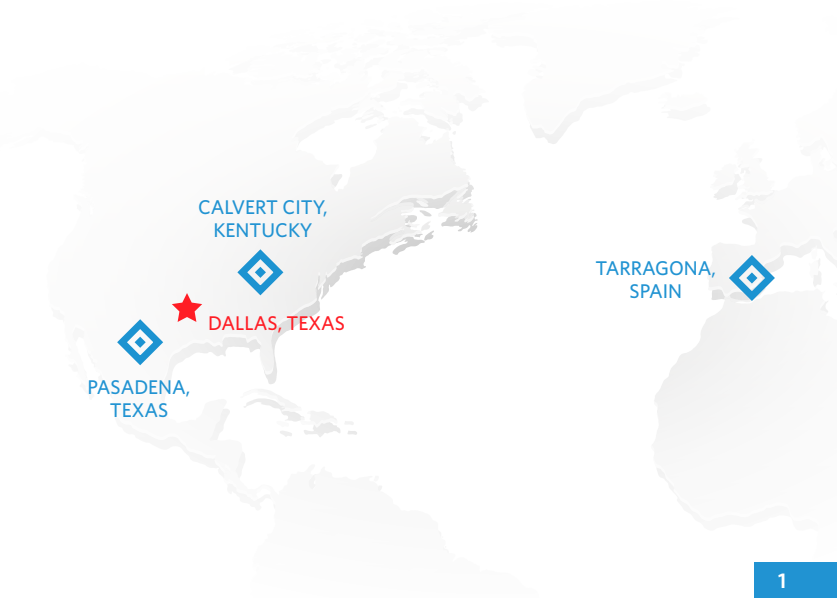 CALVERT CITY,
KENTUCKY
TARRAGONA,
SPAIN
DALLAS, TEXAS
PASADENA,
TEXAS
1